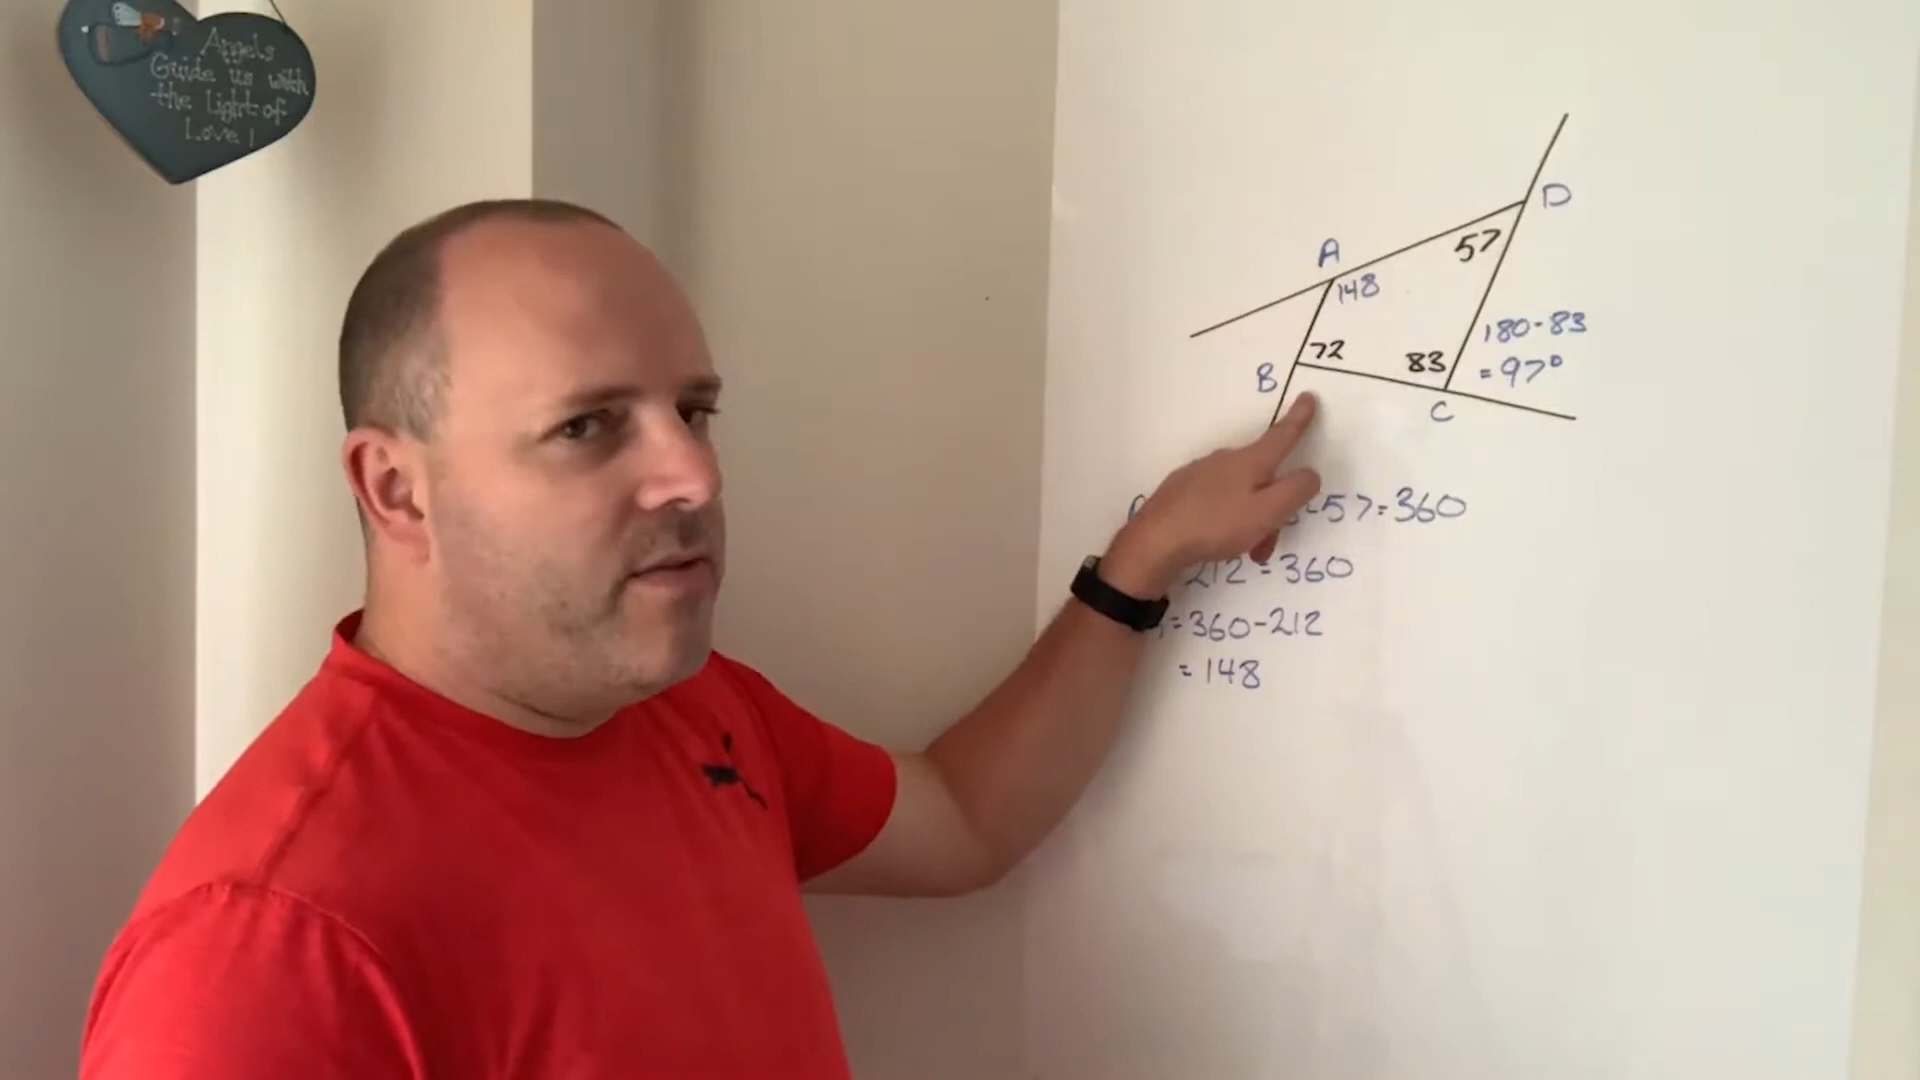 Angels
Guide us with
the light of
Love!
D
A
57
148
180-83
72
83
= 97°
B
C
-57=360
212=360
=360-212
=148